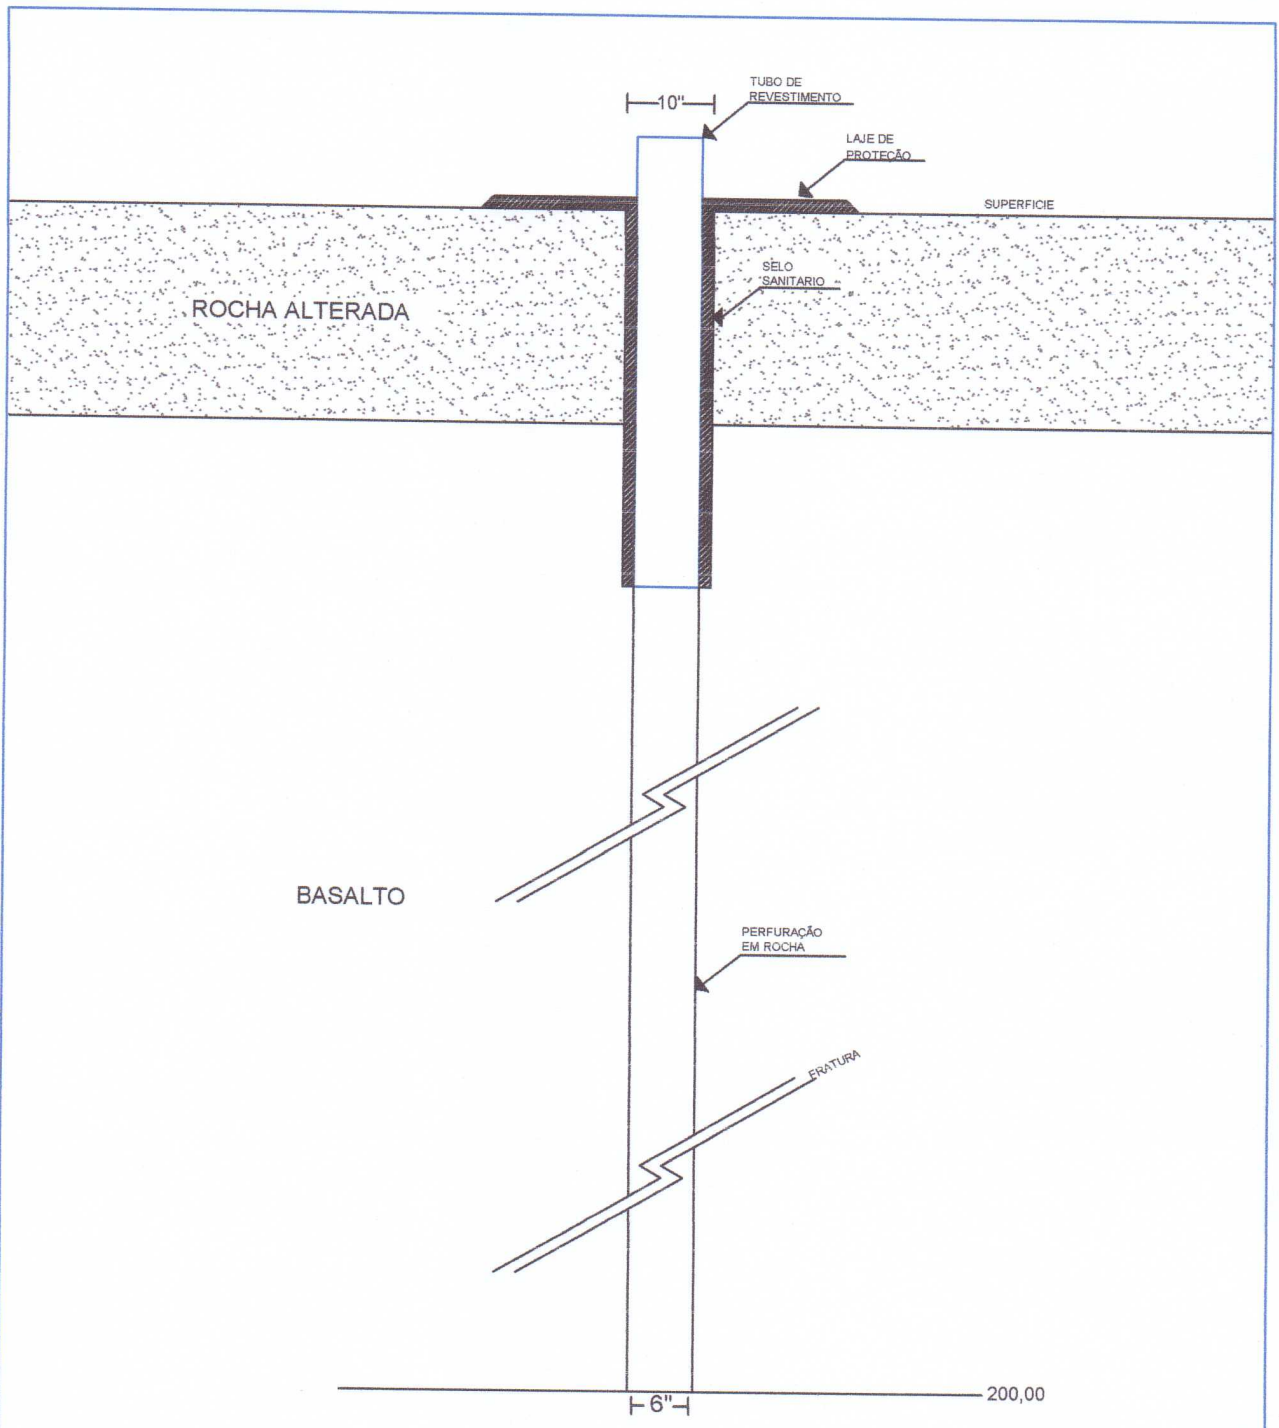 TUBO DE
REVESTIMENTO
10"
LAJE DE
PROTEÇÃO
SUPERFICIE
SELO
SANITARIO
ROCHA ALTERADA
BASALTO
PERFURAÇÃO
EM ROCHA
FRATURA
200,00
6"